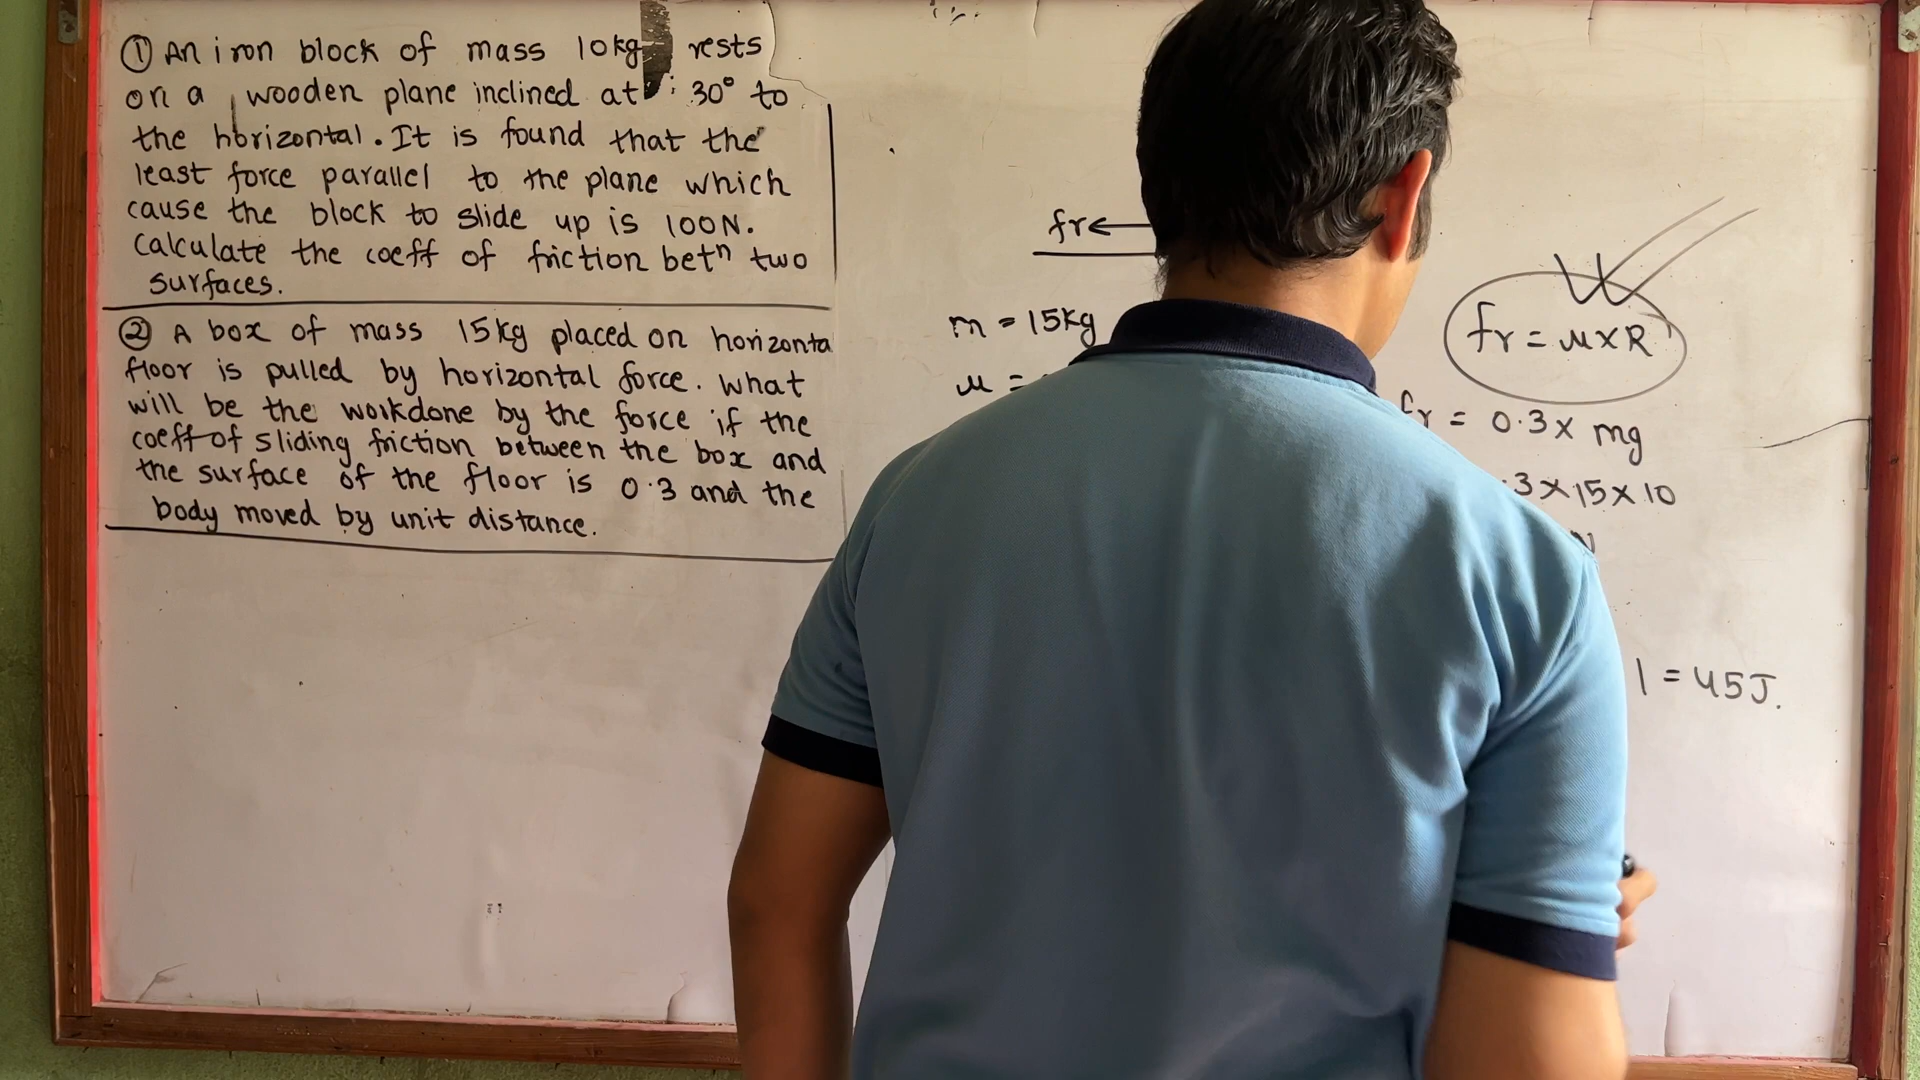 ① An iron block of mass 10kg rests
on a wooden plane inclined at 30° to
the horizontal. It is found that the
least force parallel to the plane which
cause the block to slide up is 100N.
Calculate the coeff of friction betⁿ two
surfaces.
② A box of mass 15kg placed on horizonta
floor is pulled by horizontal force. What
will be the workdone by the force if the
coeff of sliding friction between the box and
the surface of the floor is 0.3 and the
body moved by unit distance.
fr←
m = 15kg
μ =
fr = μ×R
fr = 0.3× mg
.3×15×10
1 = 45J.